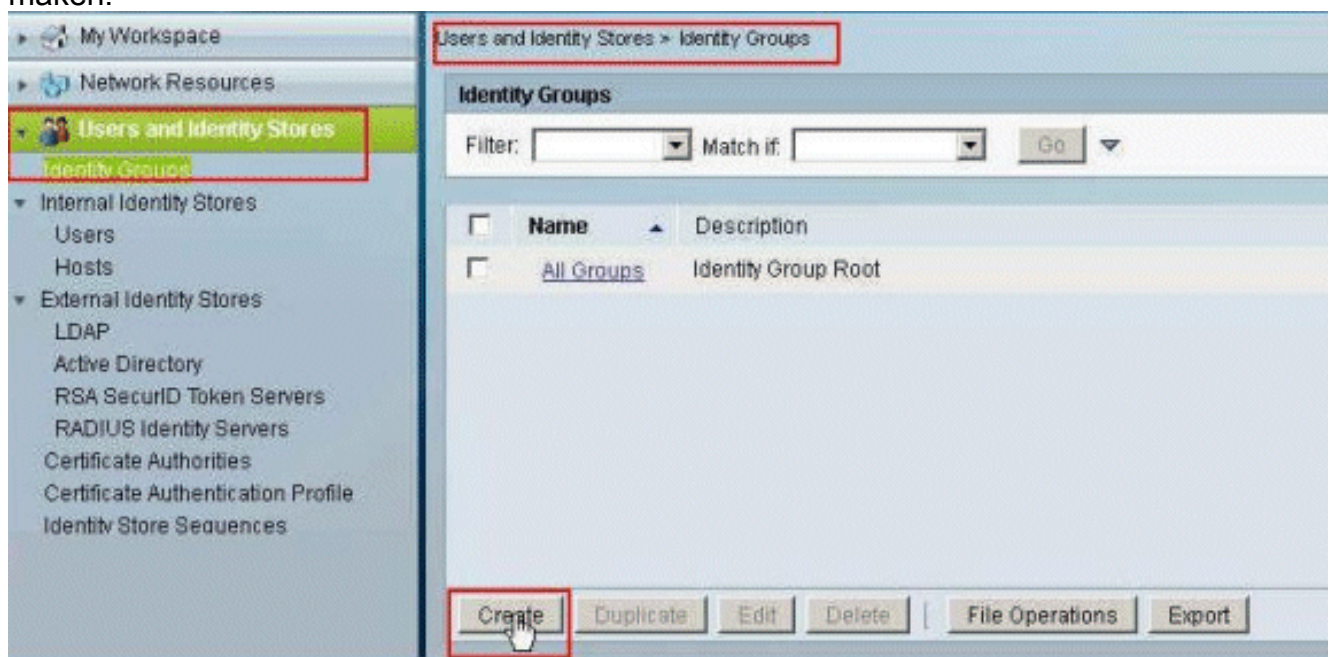 maken.
My Workspace
Network Resources
Users and Identity Stores
Identity Groups
Internal Identity Stores
Users
Hosts
External Identity Stores
LDAP
Active Directory
RSA SecurID Token Servers
RADIUS Identity Servers
Certificate Authorities
Certificate Authentication Profile
Identity Store Sequences
Users and Identity Stores > Identity Groups
Identity Groups
Filter: Match if: Go
Name Description
All Groups Identity Group Root
Create Duplicate Edit Delete | File Operations Export